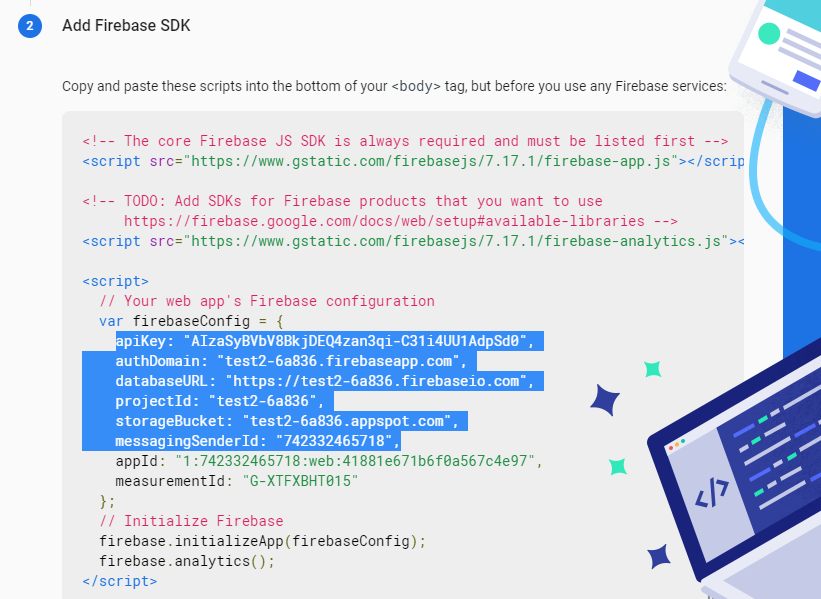 2 Add Firebase SDK
Copy and paste these scripts into the bottom of your <body> tag, but before you use any Firebase services:
<!-- The core Firebase JS SDK is always required and must be listed first -->
<script src="https://www.gstatic.com/firebasejs/7.17.1/firebase-app.js"></scrip
<!-- TODO: Add SDKs for Firebase products that you want to use
https://firebase.google.com/docs/web/setup#available-libraries -->
<script src="https://www.gstatic.com/firebasejs/7.17.1/firebase-analytics.js"><
<script>
// Your web app's Firebase configuration
var firebaseConfig = {
apiKey: "AIzaSyBVbV8BkjDEQ4zan3qi-C31i4UU1AdpSd0",
authDomain: "test2-6a836.firebaseapp.com",
databaseURL: "https://test2-6a836.firebaseio.com",
projectId: "test2-6a836",
storageBucket: "test2-6a836.appspot.com",
messagingSenderId: "742332465718",
appId: "1:742332465718:web:41881e671b6f0a567c4e97",
measurementId: "G-XTFXBHT015"
};
// Initialize Firebase
firebase.initializeApp(firebaseConfig);
firebase.analytics();
</script>
</>